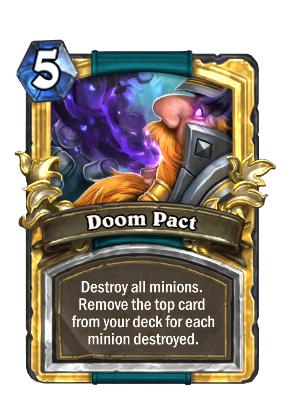 5
Doom Pact
Destroy all minions.
Remove the top card
from your deck for each
minion destroyed.